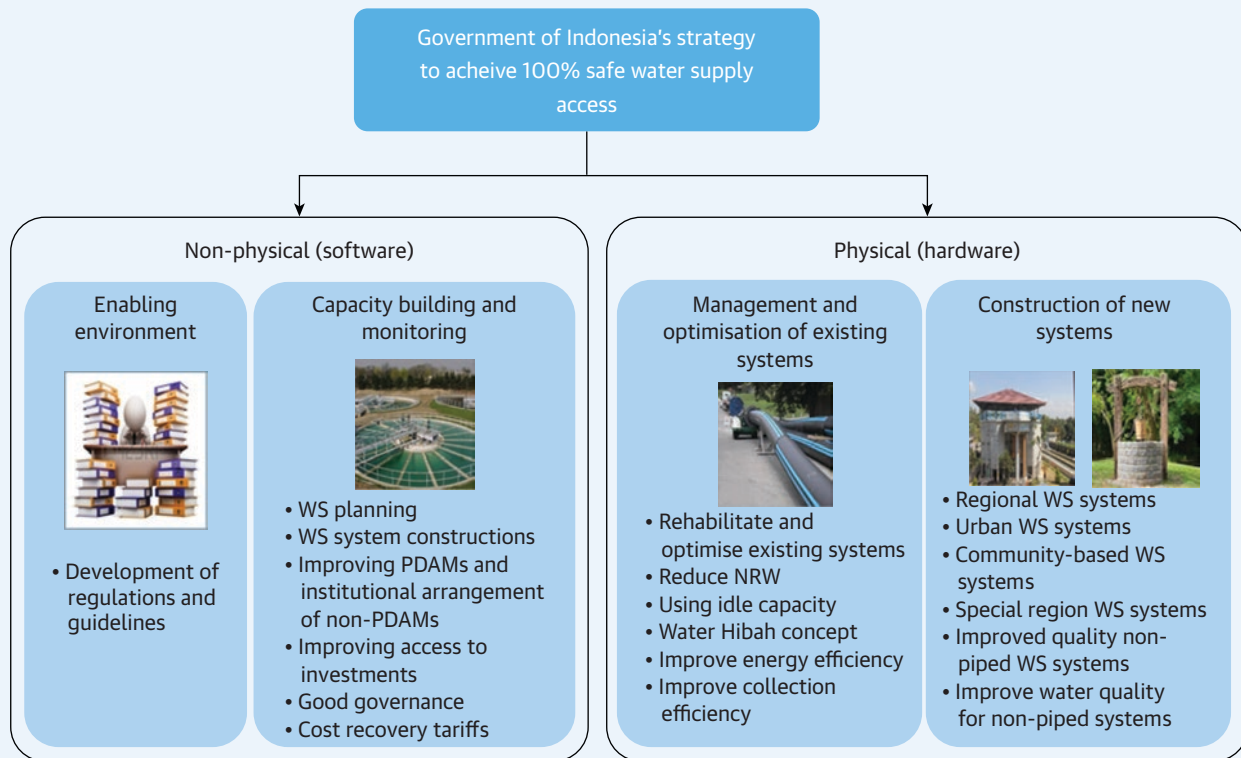 Government of Indonesia's strategy
to acheive 100% safe water supply
access
Non-physical (software)
Enabling
environment
• Development of
regulations and
guidelines
Capacity building and
monitoring
• WS planning
• WS system constructions
• Improving PDAMs and
institutional arrangement
of non-PDAMs
• Improving access to
investments
• Good governance
• Cost recovery tariffs
Physical (hardware)
Management and
optimisation of existing
systems
• Rehabilitate and
optimise existing systems
• Reduce NRW
• Using idle capacity
• Water Hibah concept
• Improve energy efficiency
• Improve collection
efficiency
Construction of new
systems
• Regional WS systems
• Urban WS systems
• Community-based WS
systems
• Special region WS systems
• Improved quality non-
piped WS systems
• Improve water quality
for non-piped systems